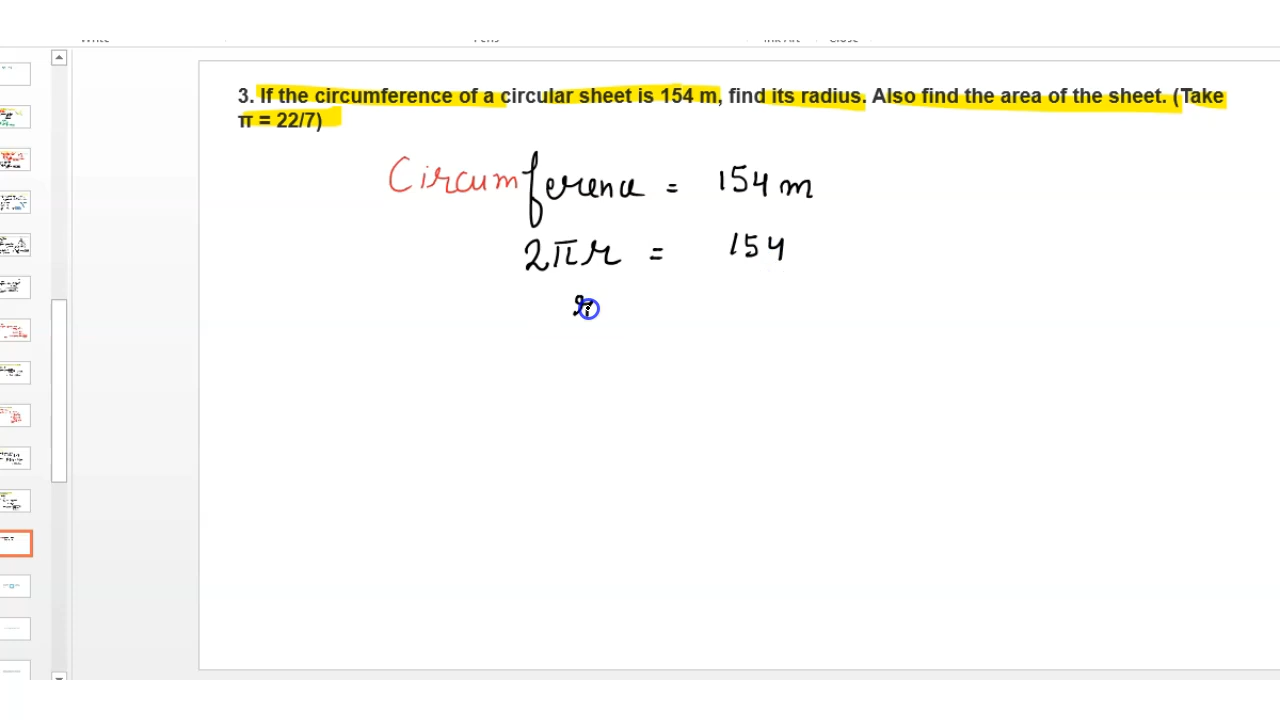 3. If the circumference of a circular sheet is 154 m, find its radius. Also find the area of the sheet. (Take
π = 22/7)
Circumference = 154 m
2πr = 154